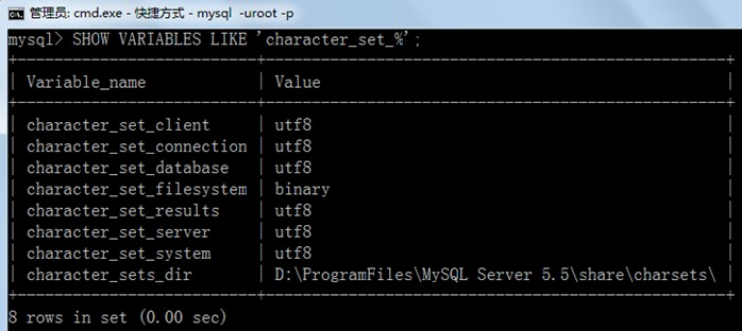 管理员: cmd.exe - 快捷方式 - mysql  -uroot -p
mysql> SHOW VARIABLES LIKE 'character_set_%';
+--------------------------+---------------------------------------------+
| Variable_name            | Value                                       |
+--------------------------+---------------------------------------------+
| character_set_client     | utf8                                        |
| character_set_connection | utf8                                        |
| character_set_database   | utf8                                        |
| character_set_filesystem | binary                                      |
| character_set_results    | utf8                                        |
| character_set_server     | utf8                                        |
| character_set_system     | utf8                                        |
| character_sets_dir       | D:\ProgramFiles\MySQL Server 5.5\share\charsets\ |
+--------------------------+---------------------------------------------+
8 rows in set (0.00 sec)